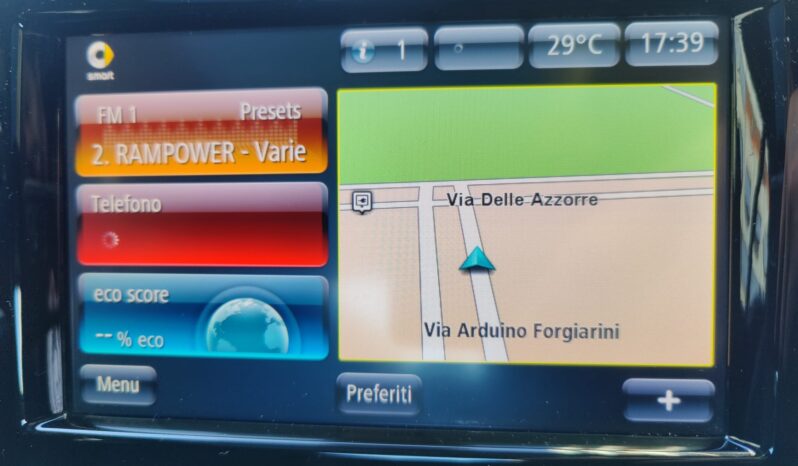 smart
1
29°C
17:39
FM 1 Presets
2. RAMPOWER - Varie
Telefono
eco score
--% eco
Via Delle Azzorre
Via Arduino Forgiarini
Menu
Preferiti
+